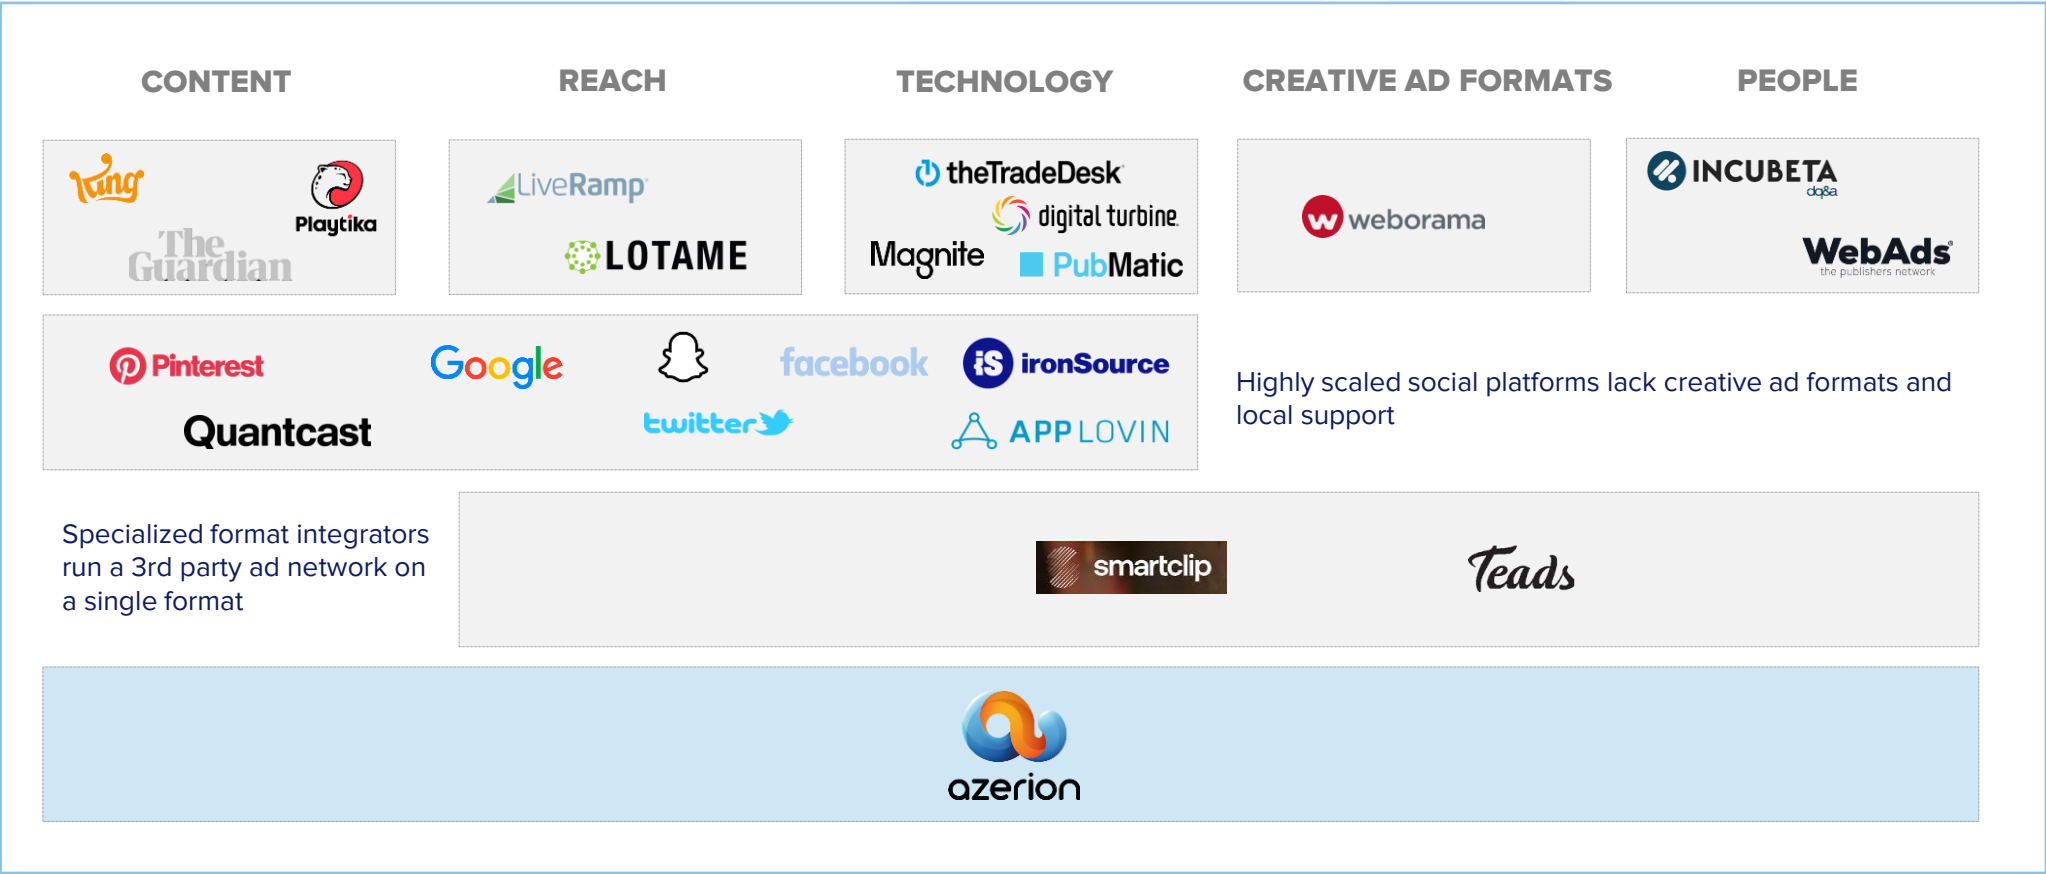 CONTENT
REACH
TECHNOLOGY
CREATIVE AD FORMATS
PEOPLE
King
Playtika
The
Guardian
LiveRamp
LOTAME
theTradeDesk
digital turbine
Magnite
PubMatic
weborama
INCUBETA
dq&a
WebAds
the publishers network
Pinterest
Google
facebook
ironSource
Quantcast
twitter
APPLOVIN
Highly scaled social platforms lack creative ad formats and
local support
Specialized format integrators
run a 3rd party ad network on
a single format
smartclip
Teads
azerion